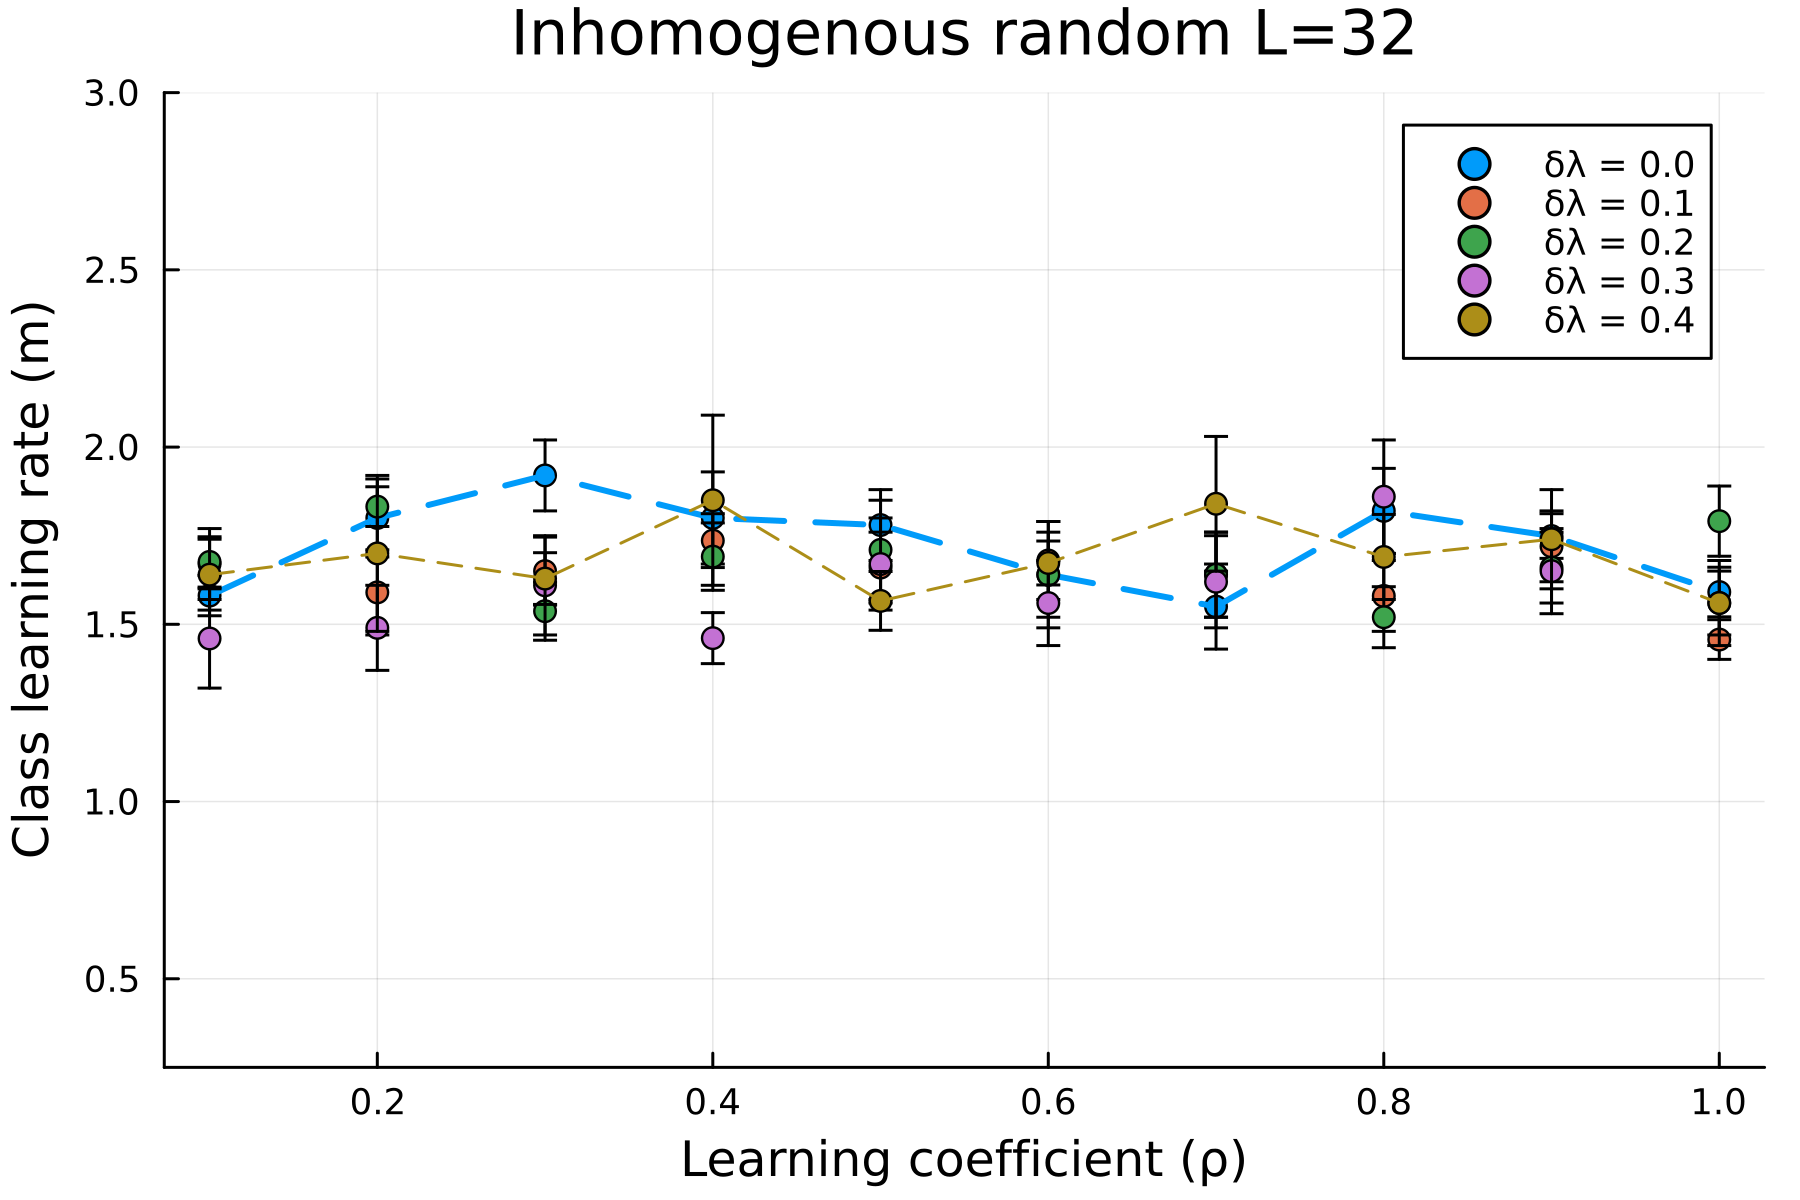 Inhomogenous random L=32
Class learning rate (m)
3.0
2.5
2.0
1.5
1.0
0.5
δλ = 0.0
δλ = 0.1
δλ = 0.2
δλ = 0.3
δλ = 0.4
0.2
0.4
0.6
0.8
1.0
Learning coefficient (ρ)